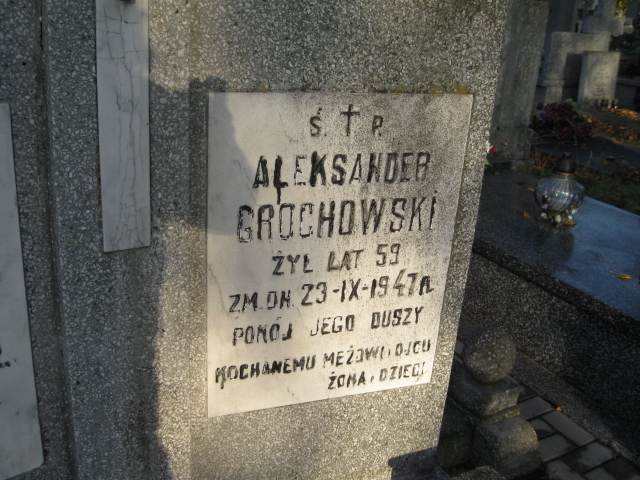 Ś. † P.
ALEKSANDER
GROCHOWSKI
ŻYŁ LAT 59
ZM. DN. 23-IX-1947 R.
POKÓJ JEGO DUSZY
KOCHANEMU MĘŻOWI I OJCU
ŻONA I DZIECI